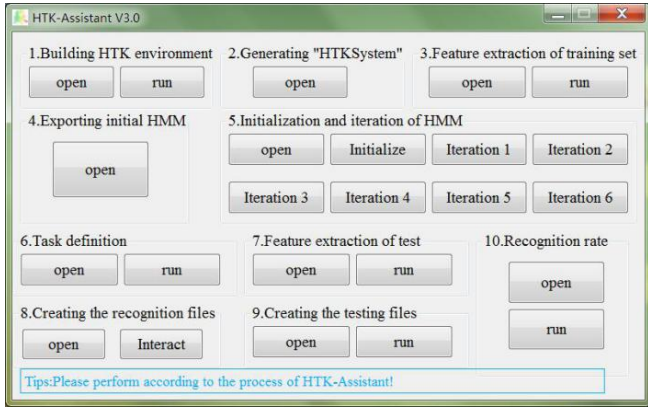 HTK-Assistant V3.0
1.Building HTK environment 2.Generating "HTKSystem" 3.Feature extraction of training set
open run open open run
4.Exporting initial HMM 5.Initialization and iteration of HMM
open Initialize Iteration 1 Iteration 2
open
Iteration 3 Iteration 4 Iteration 5 Iteration 6
6.Task definition 7.Feature extraction of test 10.Recognition rate
open run open run
open
8.Creating the recognition files 9.Creating the testing files
open Interact open run
run
Tips:Please perform according to the process of HTK-Assistant!